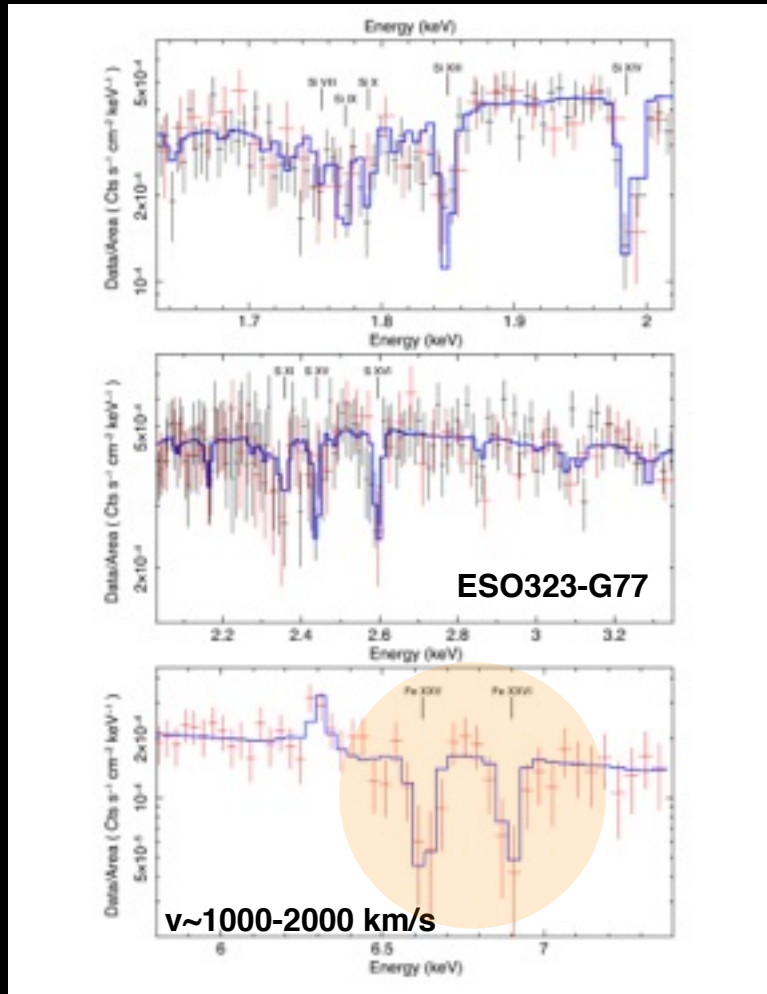 Energy (keV)
Data/Area ( Cts s⁻¹ cm⁻² keV⁻¹ )
5×10⁻⁴
2×10⁻⁴
10⁻⁴
Si VIII
Si IX
Si X
Si XIII
Si XIV
1.7
1.8
1.9
2
Energy (keV)
Data/Area ( Cts s⁻¹ cm⁻² keV⁻¹ )
5×10⁻⁴
2×10⁻⁴
S XV
S XVI
ESO323-G77
2.2
2.4
2.6
2.8
3
3.2
Energy (keV)
Data/Area ( Cts s⁻¹ cm⁻² keV⁻¹ )
2×10⁻⁴
10⁻⁴
5×10⁻⁵
Fe XXV
Fe XXVI
v~1000-2000 km/s
6
6.5
7
Energy (keV)